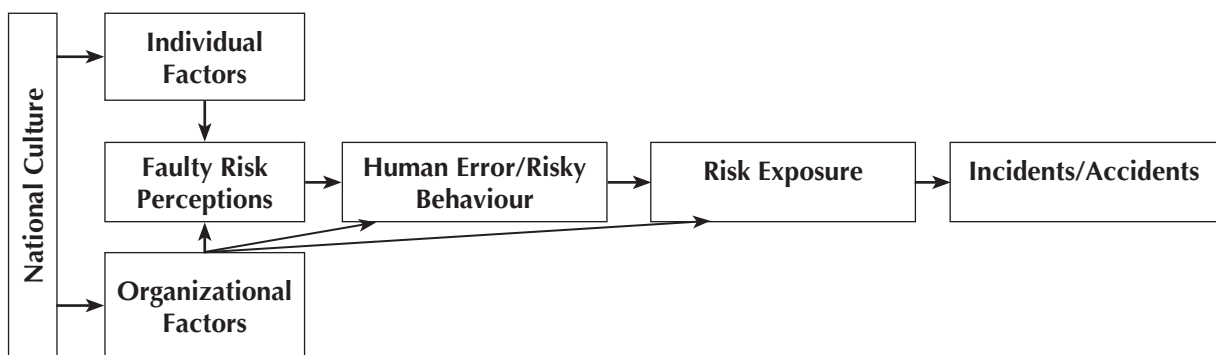 National Culture
Individual
Factors
Faulty Risk
Perceptions
Human Error/Risky
Behaviour
Risk Exposure
Incidents/Accidents
Organizational
Factors